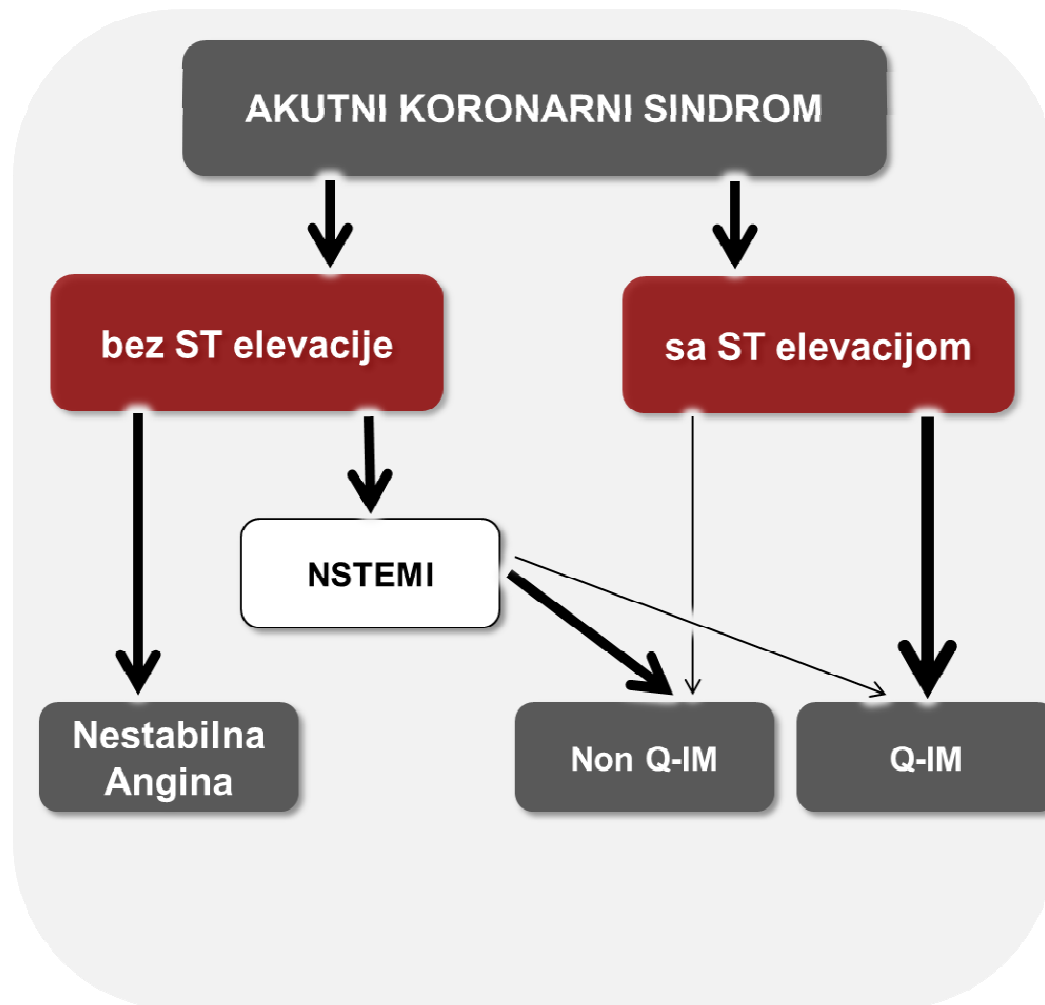 AKUTNI KORONARNI SINDROM
bez ST elevacije
sa ST elevacijom
NSTEMI
Nestabilna
Angina
Non Q-IM
Q-IM